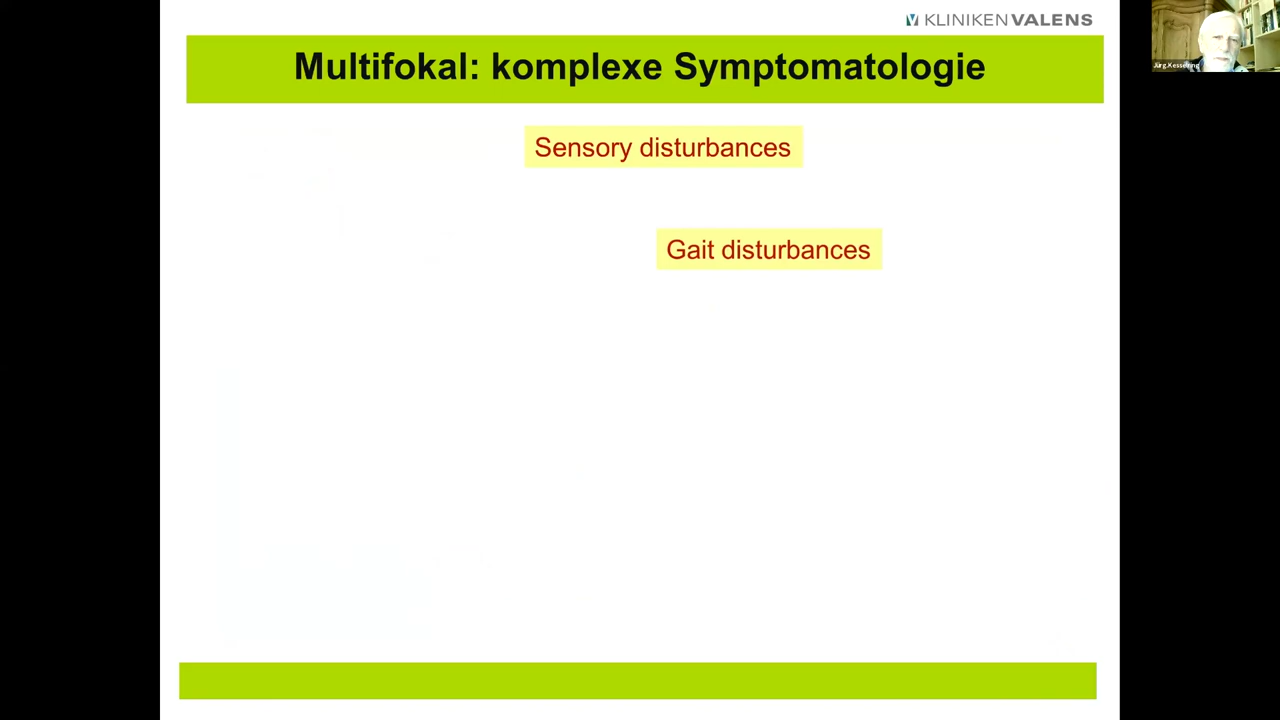 KLINIKEN VALENS
Jürg.Kesselring
Multifokal: komplexe Symptomatologie
Sensory disturbances
Gait disturbances